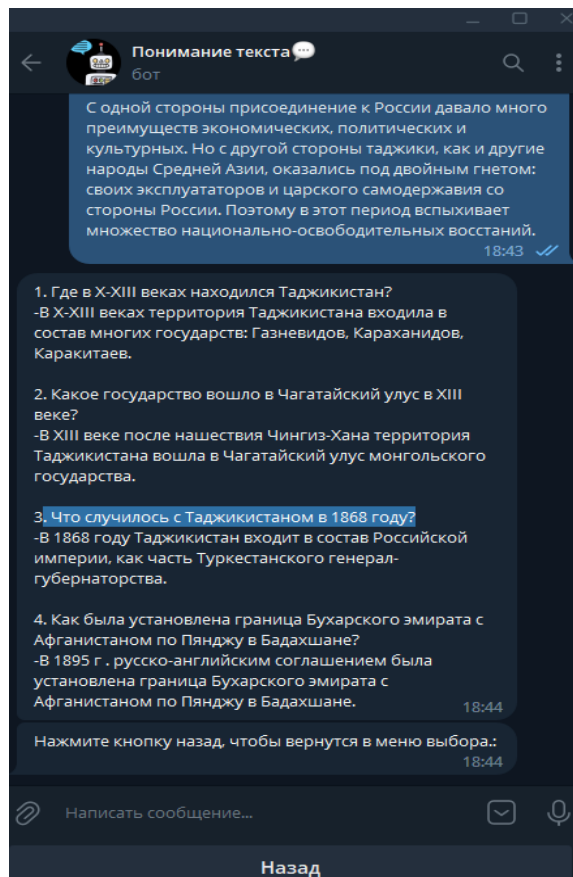 Понимание текста💬
бот
С одной стороны присоединение к России давало много
преимуществ экономических, политических и
культурных. Но с другой стороны таджики, как и другие
народы Средней Азии, оказались под двойным гнетом:
своих эксплуататоров и царского самодержавия со
стороны России. Поэтому в этот период вспыхивает
множество национально-освободительных восстаний.
18:43
1. Где в X-XIII веках находился Таджикистан?
-В X-XIII веках территория Таджикистана входила в
состав многих государств: Газневидов, Караханидов,
Каракитаев.
2. Какое государство вошло в Чагатайский улус в XIII
веке?
-В XIII веке после нашествия Чингиз-Хана территория
Таджикистана вошла в Чагатайский улус монгольского
государства.
3. Что случилось с Таджикистаном в 1868 году?
-В 1868 году Таджикистан входит в состав Российской
империи, как часть Туркестанского генерал-
губернаторства.
4. Как была установлена граница Бухарского эмирата с
Афганистаном по Пянджу в Бадахшане?
-В 1895 г . русско-английским соглашением была
установлена граница Бухарского эмирата с
Афганистаном по Пянджу в Бадахшане.
18:44
Нажмите кнопку назад, чтобы вернутся в меню выбора.:
18:44
Написать сообщение...
Назад